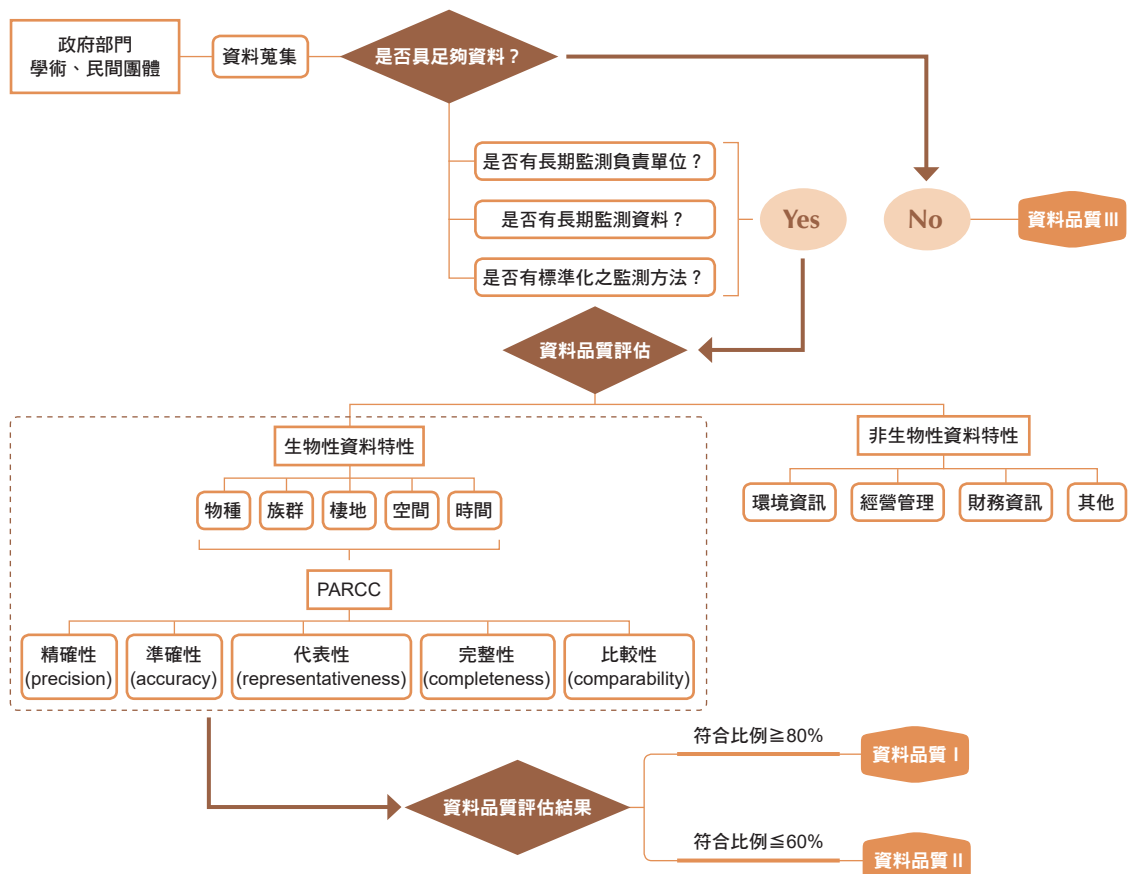 政府部門
學術、民間團體
資料蒐集
是否具足夠資料？
是否有長期監測負責單位？
是否有長期監測資料？
是否有標準化之監測方法？
Yes
No
資料品質Ⅲ
資料品質評估
生物性資料特性
非生物性資料特性
物種
族群
棲地
空間
時間
環境資訊
經營管理
財務資訊
其他
PARCC
精確性
(precision)
準確性
(accuracy)
代表性
(representativeness)
完整性
(completeness)
比較性
(comparability)
符合比例≧80%
資料品質Ⅰ
資料品質評估結果
符合比例≦60%
資料品質Ⅱ